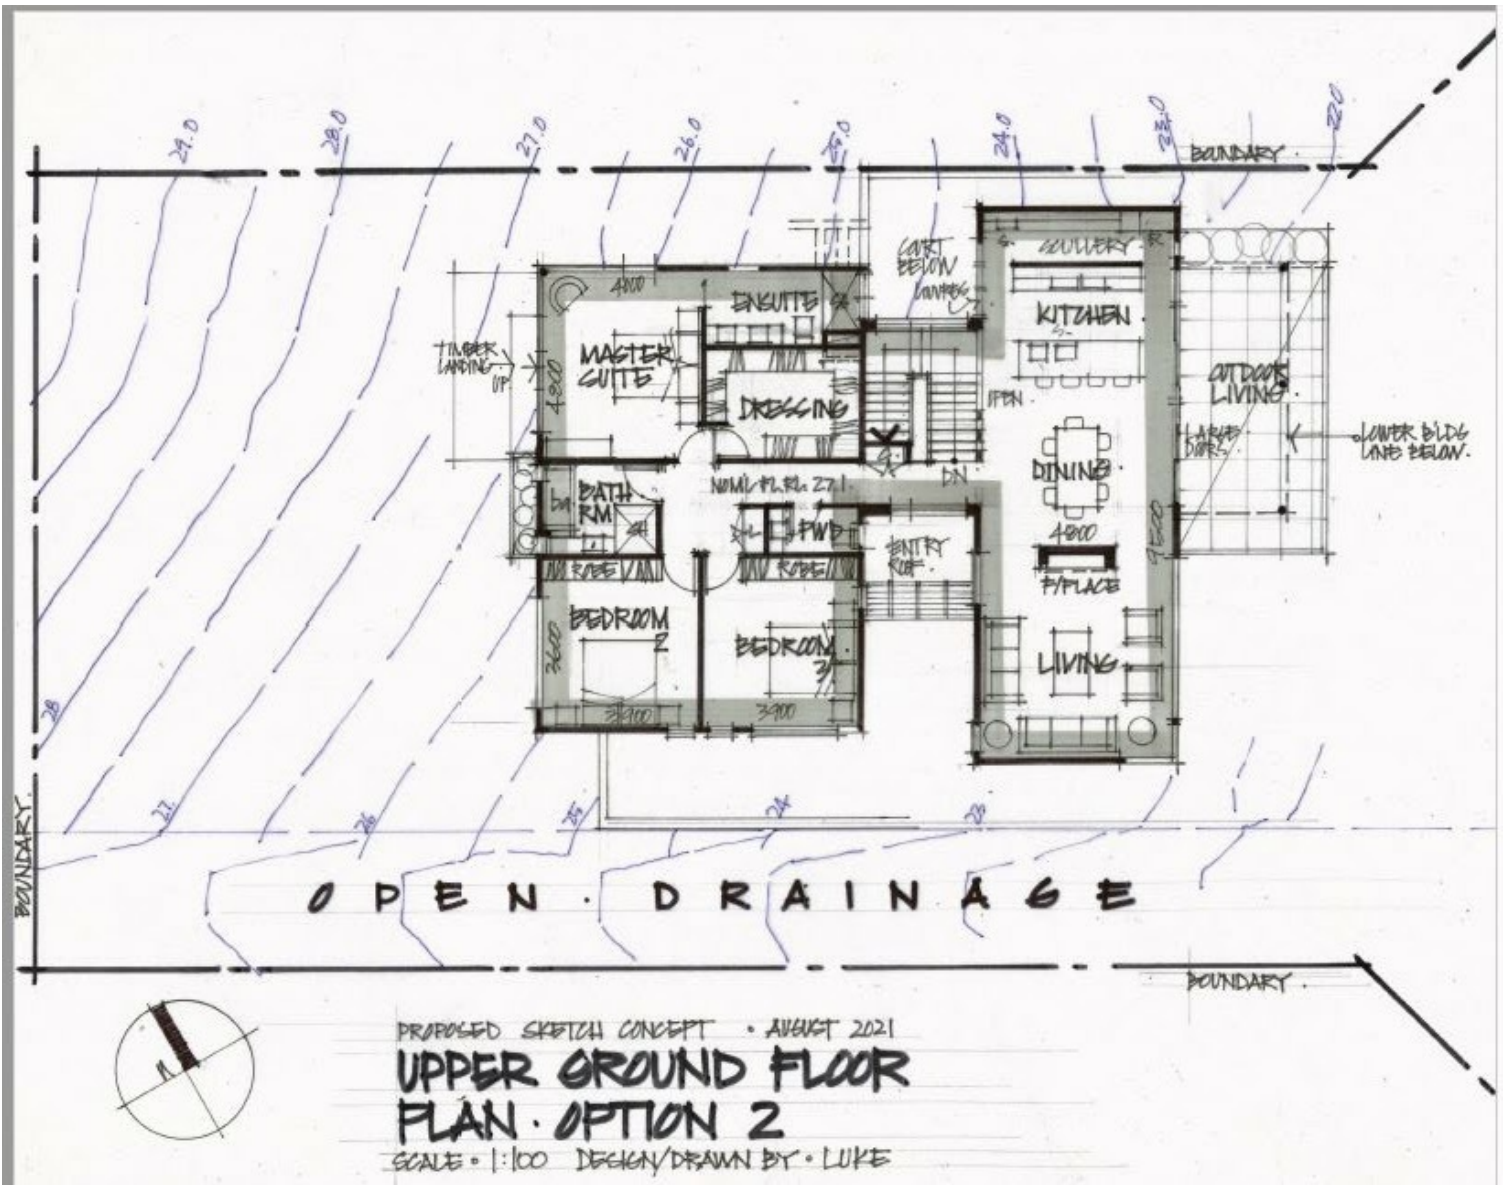 29.0
28.0
27.0
26.0
25.0
24.0
23.0
220
BOUNDARY.
COURT
BELOW
LOUVRES
SCULLERY.
4800
ENSUITE
KITCHEN
TIMBER
LANDING.
UP
MASTER
SUITE
4800
DRESSING
OPEN.
OUTDOOR
LIVING
LARGE
DOORS.
LOWER BLDG
LINE BELOW.
DINING
DN
NOM'L FL. RL. 27.1.
BATH
RM
SH
PWD
ENTRY
ROOF.
4800
9500
F/PLACE
ROBE
ROBE
BEDROOM
2
BEDROOM
3
3600
LIVING
3900
3900
28
27.
26
25
24
23
BOUNDARY.
OPEN. DRAINAGE
BOUNDARY.
N
PROPOSED SKETCH CONCEPT • AUGUST 2021
UPPER GROUND FLOOR
PLAN · OPTION 2
SCALE • 1:100 DESIGN/DRAWN BY • LUKE